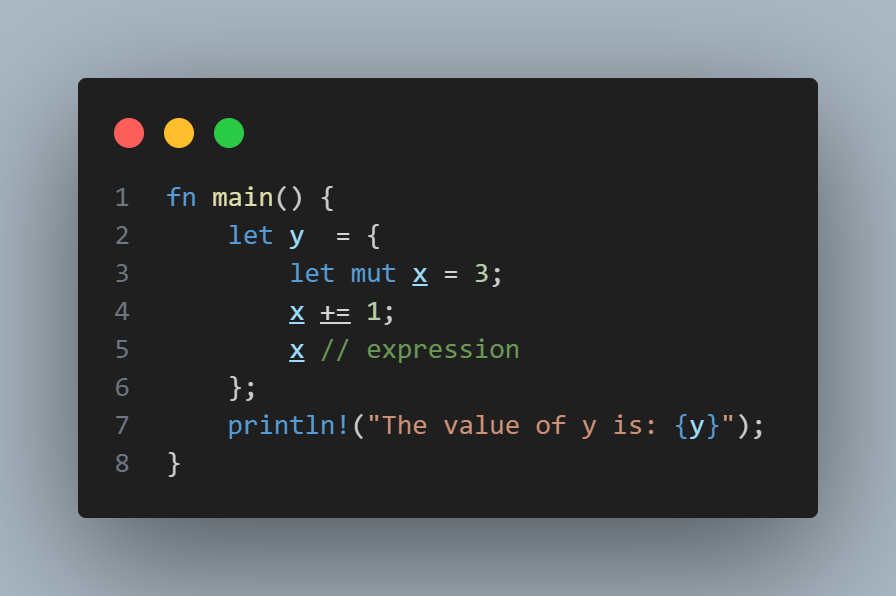 1 fn main() {
2     let y  = {
3         let mut x = 3;
4         x += 1;
5         x // expression
6     };
7     println!("The value of y is: {y}");
8 }